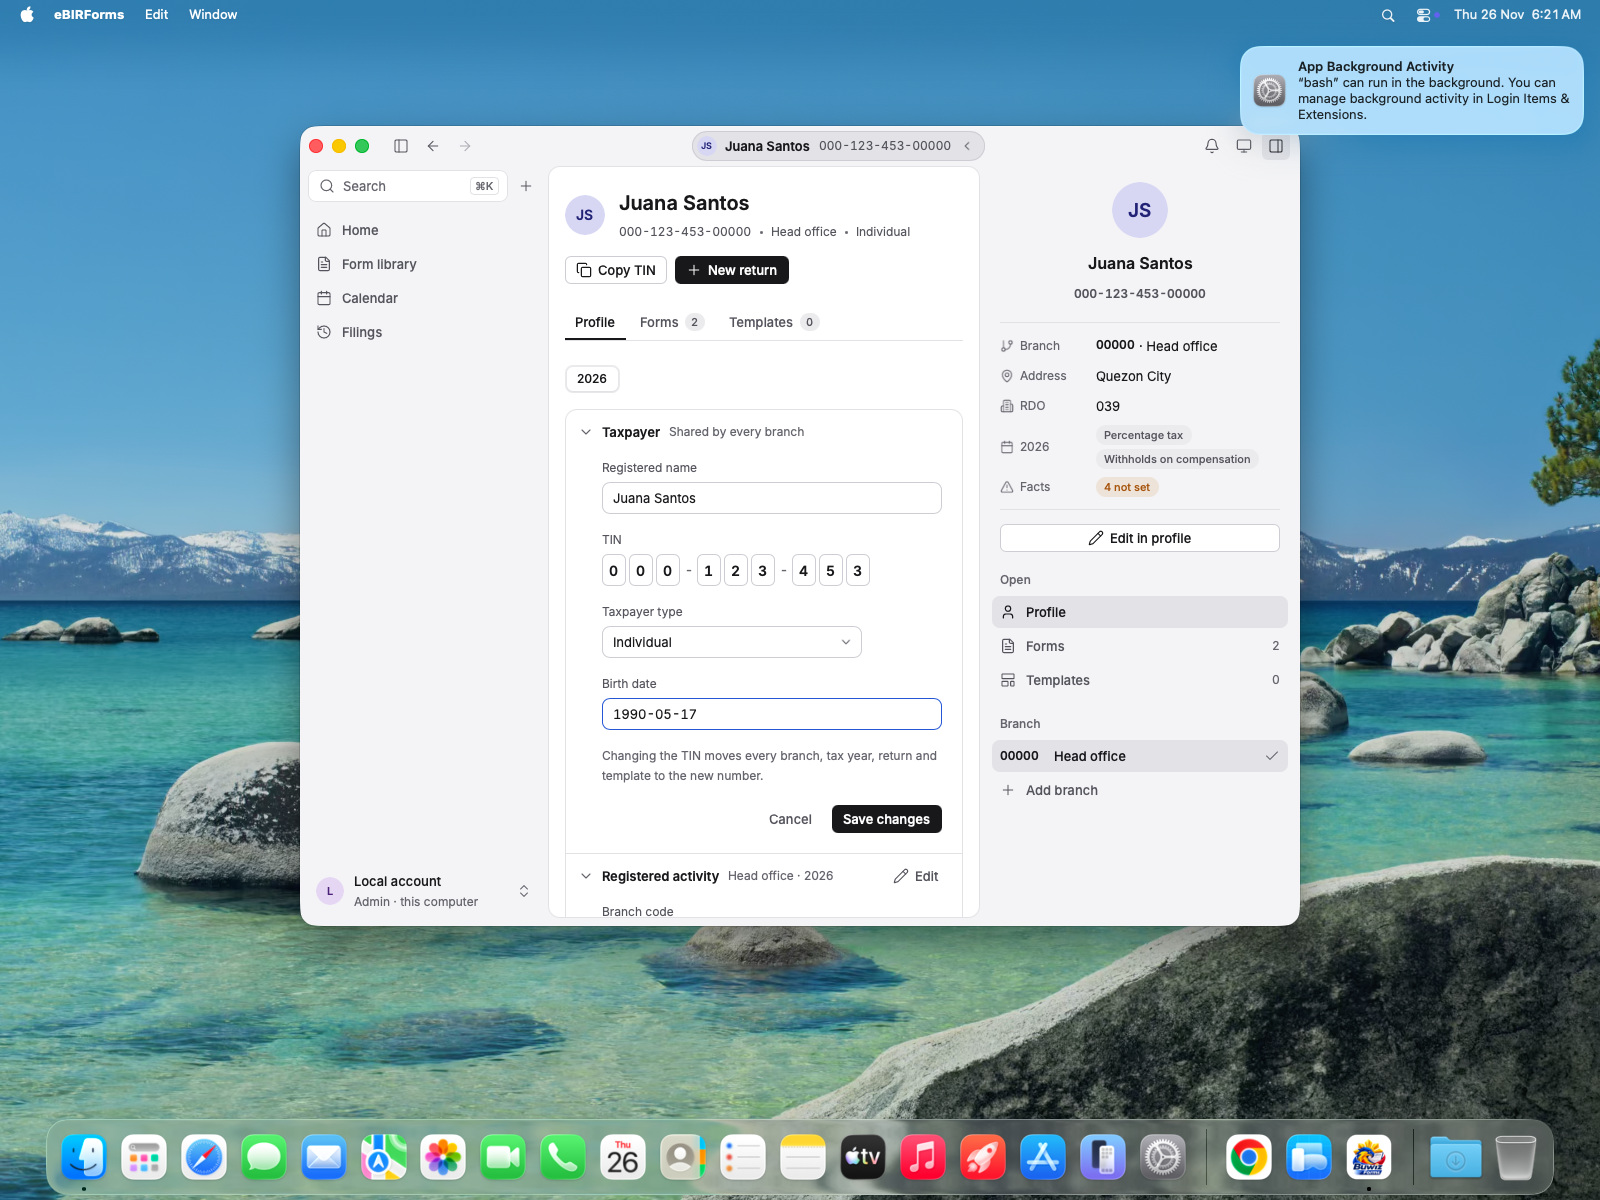 eBIRForms Edit Window
Thu 26 Nov 6:21 AM
App Background Activity
“bash” can run in the background. You can
manage background activity in Login Items &
Extensions.
JS Juana Santos 000-123-453-00000
Search ⌘K
Home
Form library
Calendar
Filings
L
Local account
Admin · this computer
JS
Juana Santos
000-123-453-00000 • Head office • Individual
Copy TIN
New return
Profile Forms 2 Templates 0
2026
Taxpayer Shared by every branch
Registered name
Juana Santos
TIN
0 0 0 - 1 2 3 - 4 5 3
Taxpayer type
Individual
Birth date
1990-05-17
Changing the TIN moves every branch, tax year, return and
template to the new number.
Cancel Save changes
Registered activity Head office · 2026 Edit
Branch code
JS
Juana Santos
000-123-453-00000
Branch 00000 · Head office
Address Quezon City
RDO 039
2026 Percentage tax
Withholds on compensation
Facts 4 not set
Edit in profile
Open
Profile
Forms 2
Templates 0
Branch
00000 Head office
Add branch
Thu
26
tv
BUWIZ
Forms